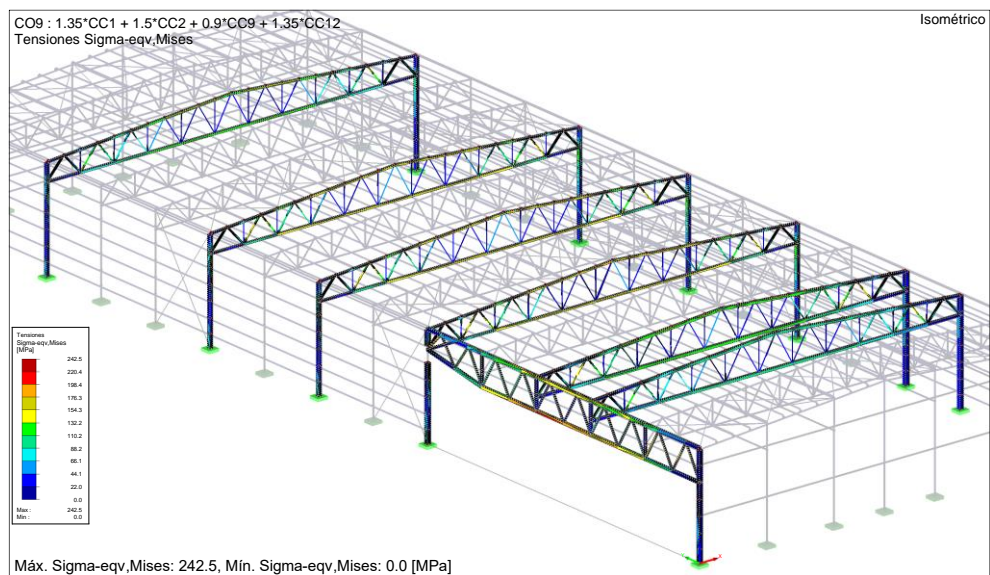 CO9 : 1.35*CC1 + 1.5*CC2 + 0.9*CC9 + 1.35*CC12
Tensiones Sigma-eqv,Mises
Isométrico
Tensiones
Sigma-eqv,Mises
[MPa]
242.5
220.4
198.4
176.3
154.3
132.2
110.2
88.2
66.1
44.1
22.0
0.0
Max : 242.5
Min : 0.0
Máx. Sigma-eqv,Mises: 242.5, Mín. Sigma-eqv,Mises: 0.0 [MPa]